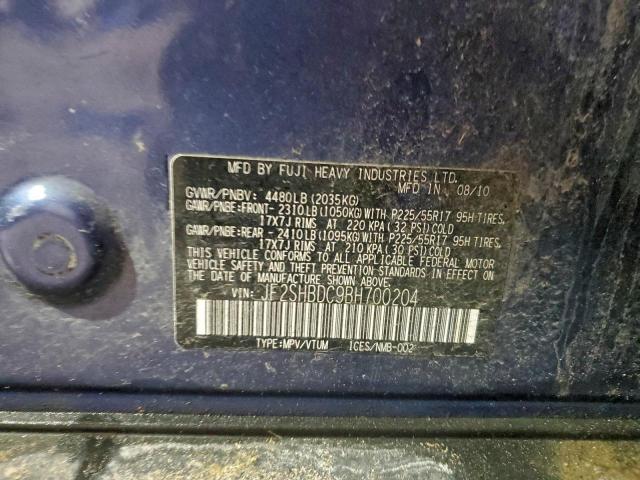 MFD BY FUJI HEAVY INDUSTRIES LTD.
MFD IN 08/10
GVWR/PNBV: 4480LB (2035KG)
GAWR/PNBE:FRONT-2310LB(1050KG)WITH P225/55R17 95H TIRES,
17X7J RIMS AT 220 KPA(32 PSI)COLD
GAWR/PNBE:REAR -2410LB(1095KG)WITH P225/55R17 95H TIRES,
17X7J RIMS AT 210 KPA(30 PSI)COLD
THIS VEHICLE CONFORMS TO ALL APPLICABLE FEDERAL MOTOR
VEHICLE SAFETY AND BUMPER STANDARDS IN EFFECT ON
THE DATE OF MANUFACTURE SHOWN ABOVE.
VIN: JF2SHBDC9BH700204
TYPE:MPV/VTUM ICES/NMB-002